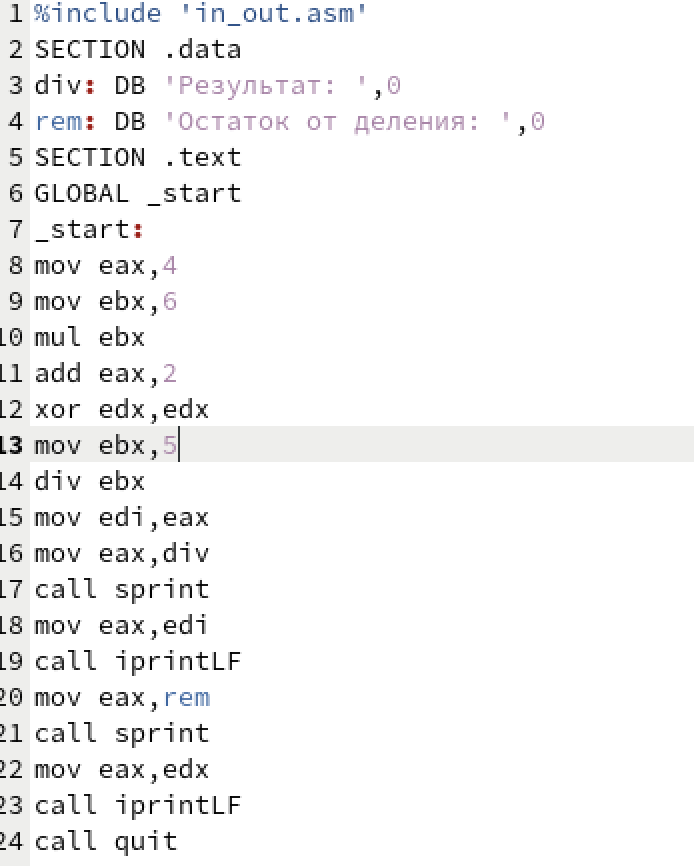 1 %include 'in_out.asm'
2 SECTION .data
3 div: DB 'Результат: ',0
4 rem: DB 'Остаток от деления: ',0
5 SECTION .text
6 GLOBAL _start
7 _start:
8 mov eax,4
9 mov ebx,6
10 mul ebx
11 add eax,2
12 xor edx,edx
13 mov ebx,5
14 div ebx
15 mov edi,eax
16 mov eax,div
17 call sprint
18 mov eax,edi
19 call iprintLF
20 mov eax,rem
21 call sprint
22 mov eax,edx
23 call iprintLF
24 call quit